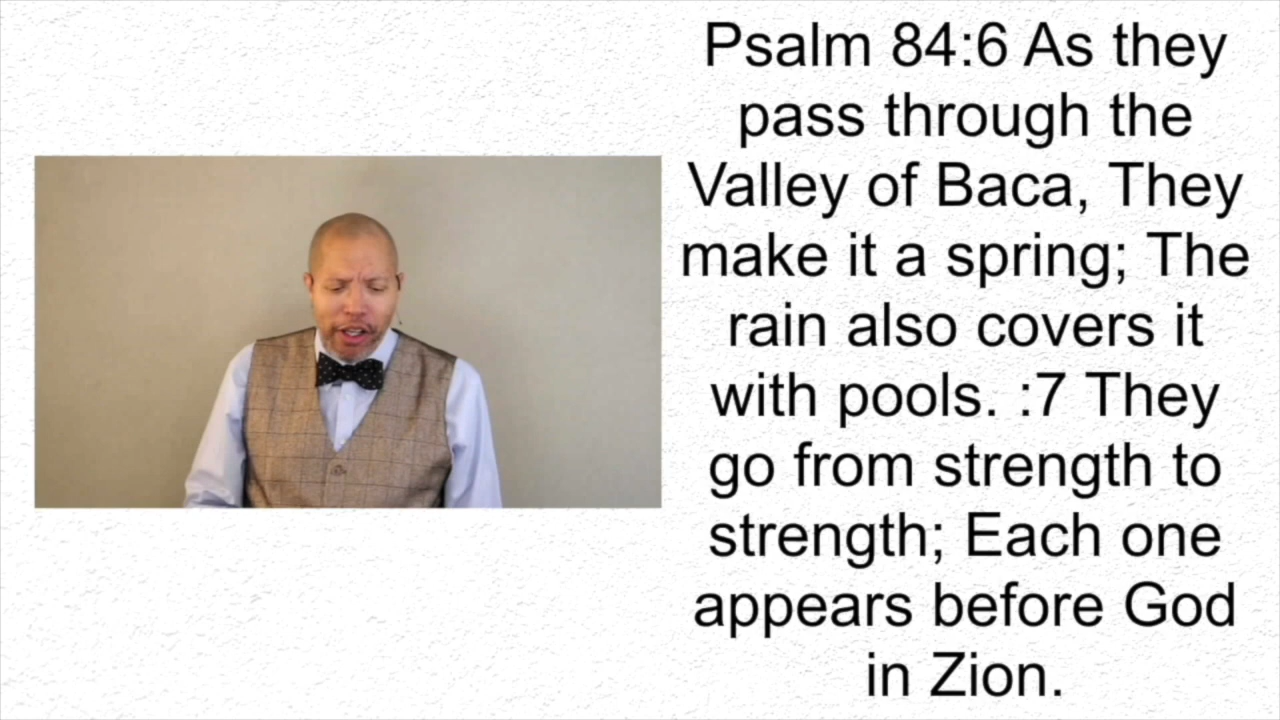 Psalm 84:6 As they
pass through the
Valley of Baca, They
make it a spring; The
rain also covers it
with pools. :7 They
go from strength to
strength; Each one
appears before God
in Zion.